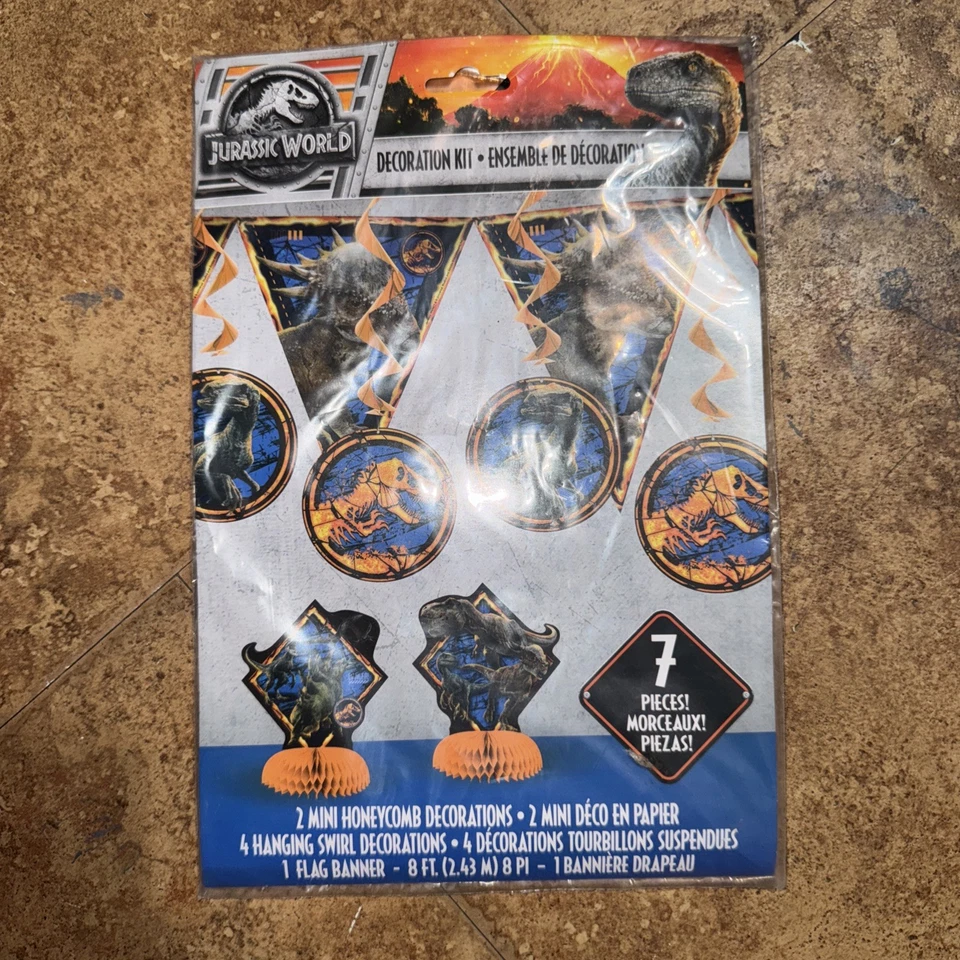 JURASSIC WORLD
DECORATION KIT • ENSEMBLE DE DÉCORATION
7
PIECES!
MORCEAUX!
PIEZAS!
2 MINI HONEYCOMB DECORATIONS • 2 MINI DÉCO EN PAPIER
4 HANGING SWIRL DECORATIONS • 4 DÉCORATIONS TOURBILLONS SUSPENDUES
1 FLAG BANNER - 8 FT. (2.43 M) 8 PI - 1 BANNIÈRE DRAPEAU